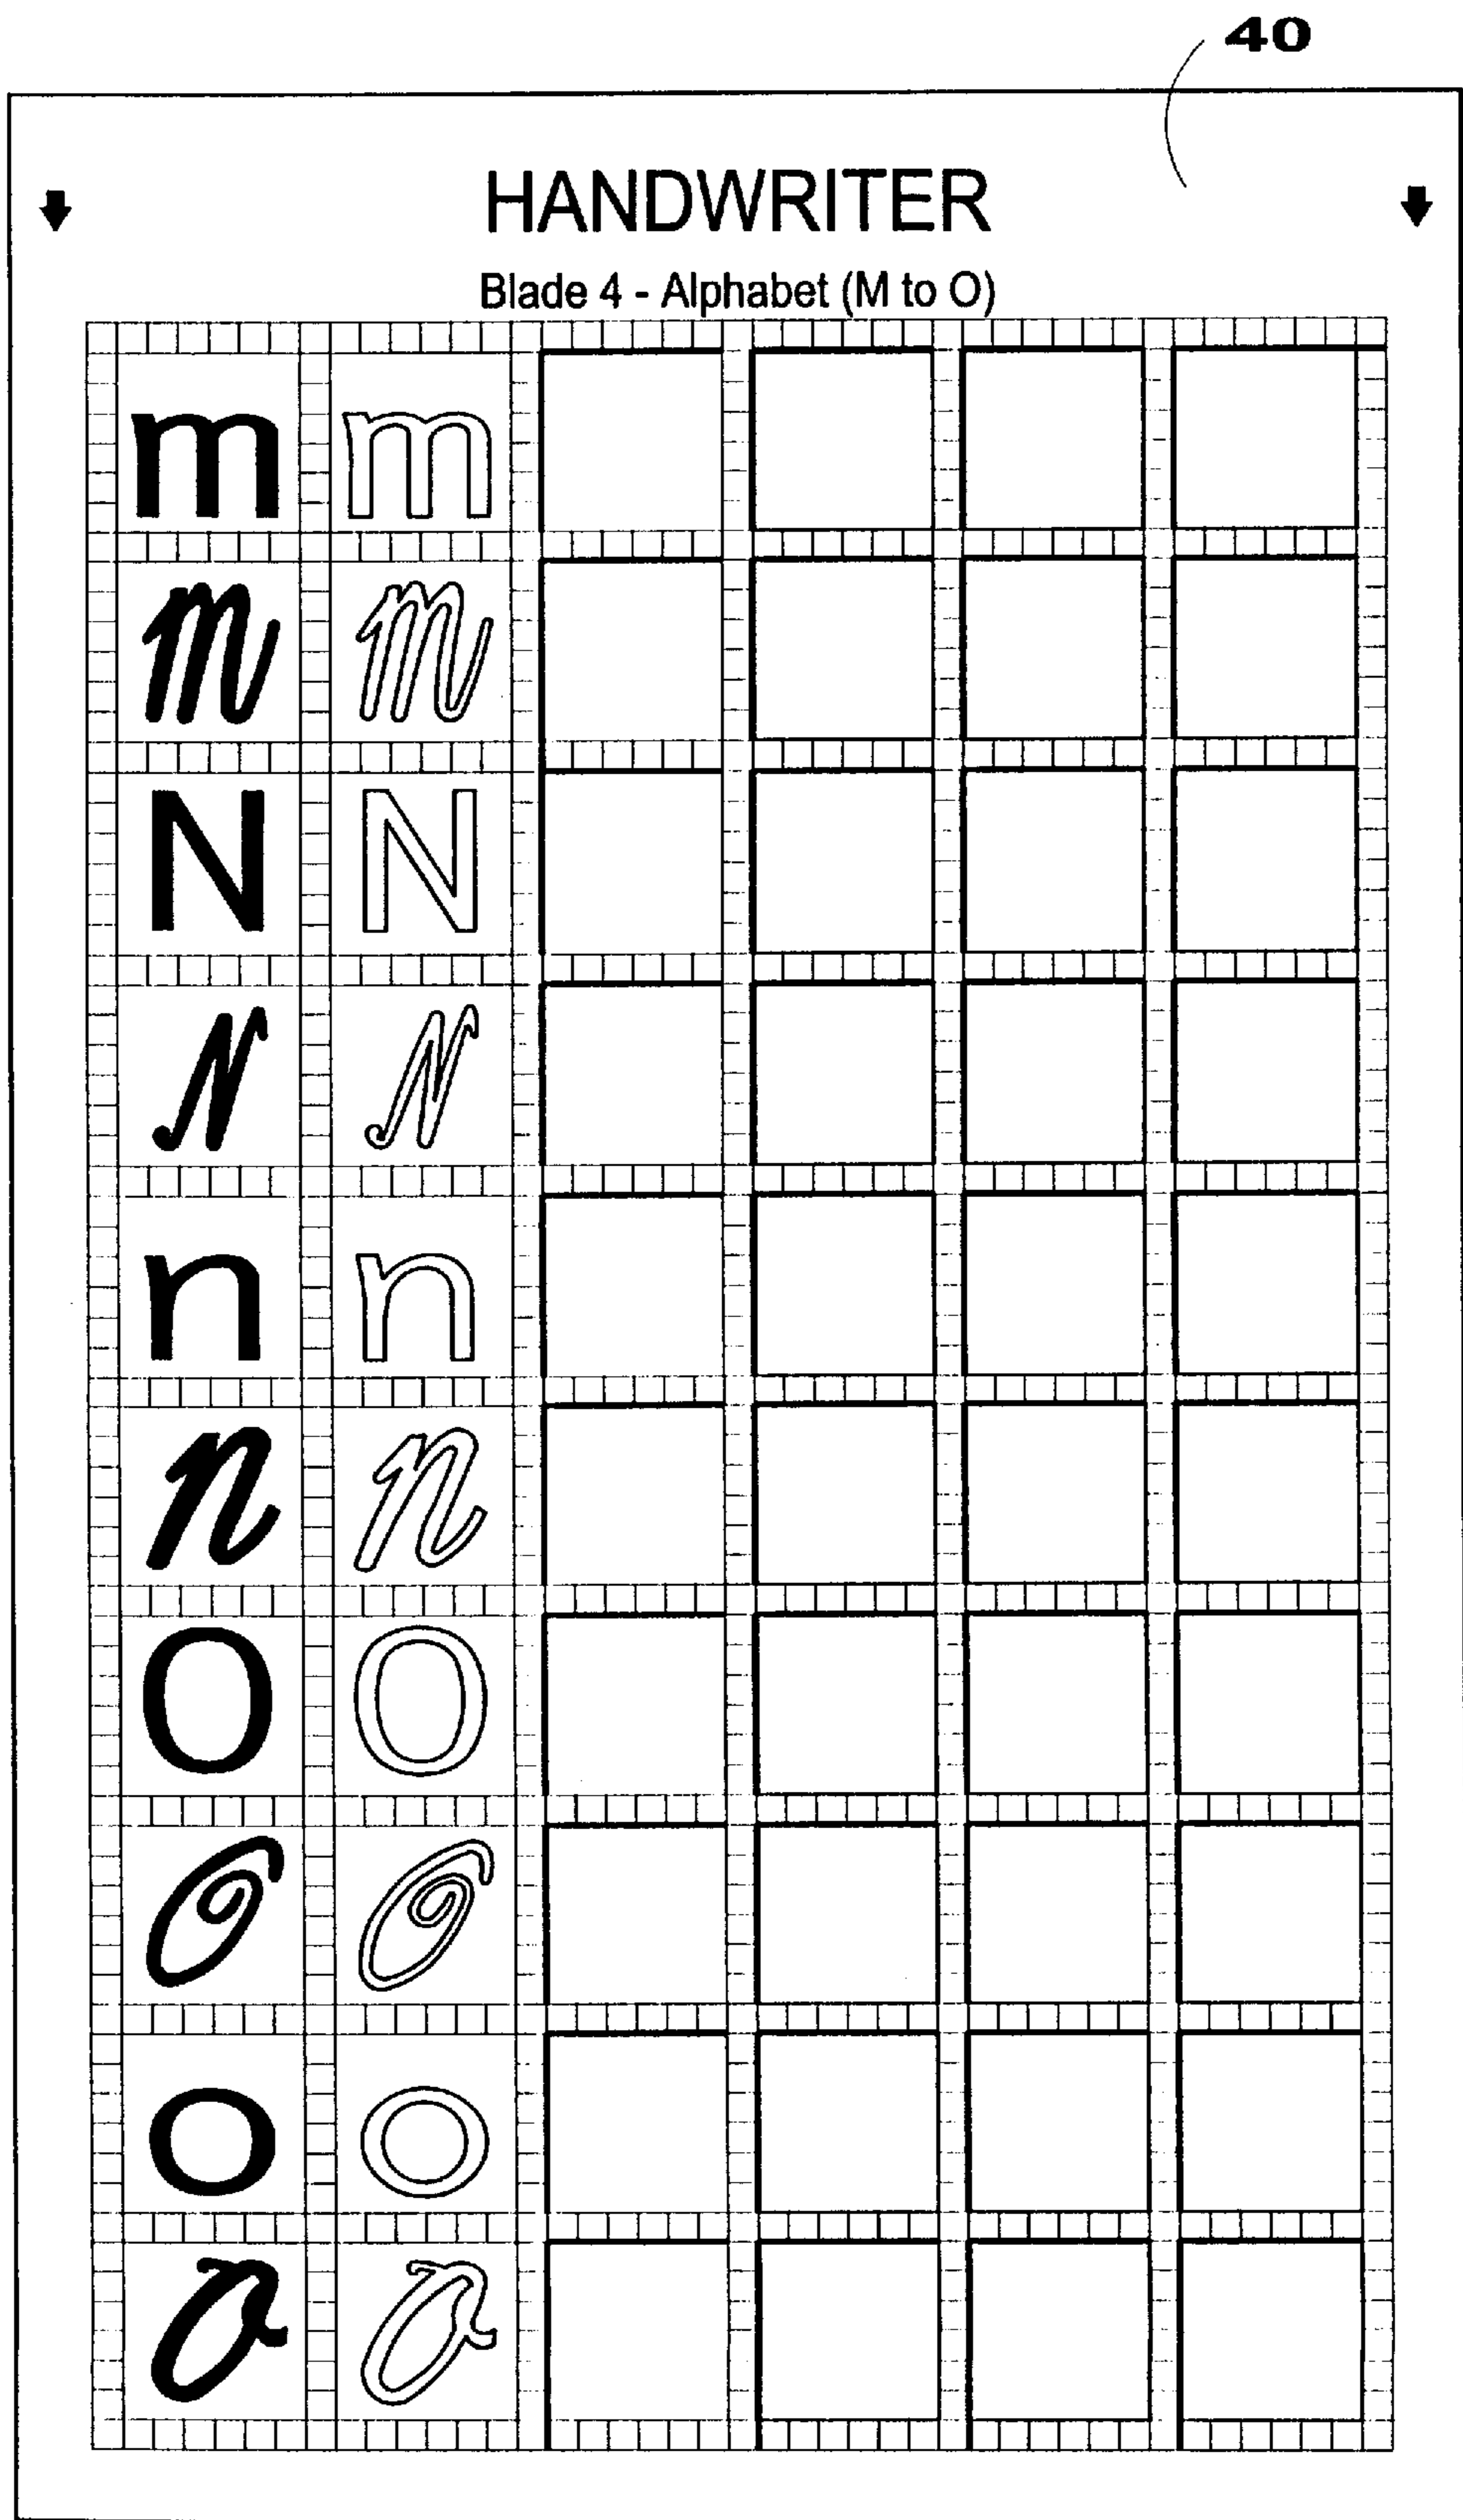 40
HANDWRITER
Blade 4 - Alphabet (M to O)
m m
m m
N N
N N
n n
n n
O O
O O
o o
o o